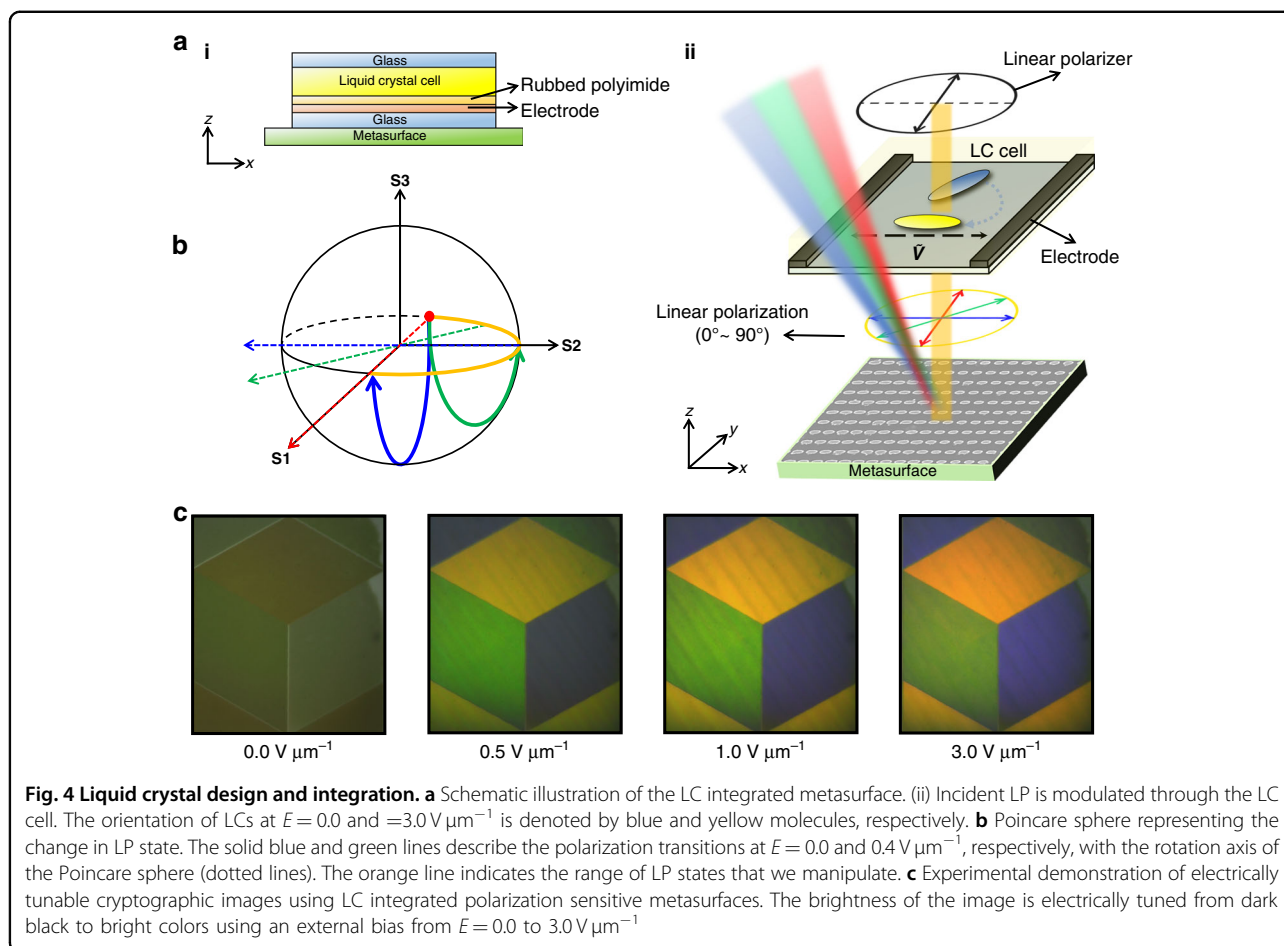 a
i
Glass
Liquid crystal cell
Rubbed polyimide
Electrode
Glass
Metasurface
z
x
ii
Linear polarizer
LC cell
Ṽ
Electrode
Linear polarization
(0°~ 90°)
z
y
x
Metasurface
b
S3
S2
S1
c
0.0 V μm⁻¹
0.5 V μm⁻¹
1.0 V μm⁻¹
3.0 V μm⁻¹
Fig. 4 Liquid crystal design and integration. a Schematic illustration of the LC integrated metasurface. (ii) Incident LP is modulated through the LC
cell. The orientation of LCs at E = 0.0 and =3.0 V μm⁻¹ is denoted by blue and yellow molecules, respectively. b Poincare sphere representing the
change in LP state. The solid blue and green lines describe the polarization transitions at E = 0.0 and 0.4 V μm⁻¹, respectively, with the rotation axis of
the Poincare sphere (dotted lines). The orange line indicates the range of LP states that we manipulate. c Experimental demonstration of electrically
tunable cryptographic images using LC integrated polarization sensitive metasurfaces. The brightness of the image is electrically tuned from dark
black to bright colors using an external bias from E = 0.0 to 3.0 V μm⁻¹